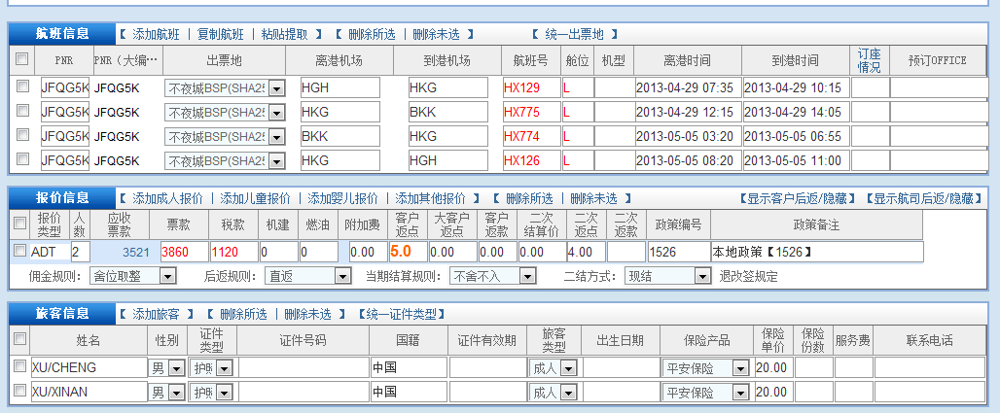 航班信息 【 添加航班 | 复制航班 | 粘贴提取 】 【 删除所选 | 删除未选 】 【 统一出票地 】
PNR PNR（大编… 出票地 离港机场 到港机场 航班号 舱位 机型 离港时间 到港时间 订座情况 预订OFFICE
JFQG5K JFQG5K 不夜城BSP(SHA25 HGH HKG HX129 L 2013-04-29 07:35 2013-04-29 10:15
JFQG5K JFQG5K 不夜城BSP(SHA25 HKG BKK HX775 L 2013-04-29 12:15 2013-04-29 14:05
JFQG5K JFQG5K 不夜城BSP(SHA25 BKK HKG HX774 L 2013-05-05 03:20 2013-05-05 06:55
JFQG5K JFQG5K 不夜城BSP(SHA25 HKG HGH HX126 L 2013-05-05 08:20 2013-05-05 11:00
报价信息 【 添加成人报价 | 添加儿童报价 | 添加婴儿报价 | 添加其他报价 】 【 删除所选 | 删除未选 】 【显示客户后返/隐藏】 【显示航司后返/隐藏】
报价类型 人数 应收票款 票款 税款 机建 燃油 附加费 客户返点 大客户返点 客户返款 二次结算价 二次返点 二次返款 政策编号 政策备注
ADT 2 3521 3860 1120 0 0 0.00 5.0 0.00 0.00 0.00 4.00 1526 本地政策【1526】
佣金规则: 舍位取整 后返规则: 直返 当期结算规则: 不舍不入 二结方式: 现结 退改签规定
旅客信息 【 添加旅客 】 【 删除所选 | 删除未选 】 【统一证件类型】
姓名 性别 证件类型 证件号码 国籍 证件有效期 旅客类型 出生日期 保险产品 保险单价 保险份数 服务费 联系电话
XU/CHENG 男 护照 中国 成人 平安保险 20.00
XU/XINAN 男 护照 中国 成人 平安保险 20.00